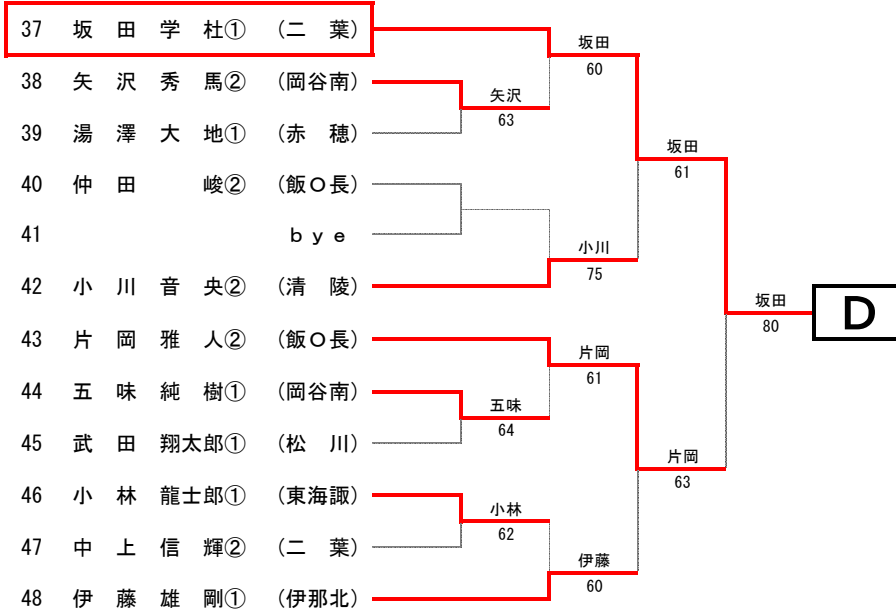 37 坂 田 学 杜① (二 葉)
38 矢 沢 秀 馬② (岡谷南)
39 湯 澤 大 地① (赤 穂)
40 仲 田 峻② (飯O長)
41 bye
42 小 川 音 央② (清 陵)
43 片 岡 雅 人② (飯O長)
44 五 味 純 樹① (岡谷南)
45 武 田 翔太郎① (松 川)
46 小 林 龍士郎① (東海諏)
47 中 上 信 輝② (二 葉)
48 伊 藤 雄 剛① (伊那北)
矢沢
63
五味
64
小林
62
坂田
60
小川
75
片岡
61
伊藤
60
坂田
61
片岡
63
坂田
80
D